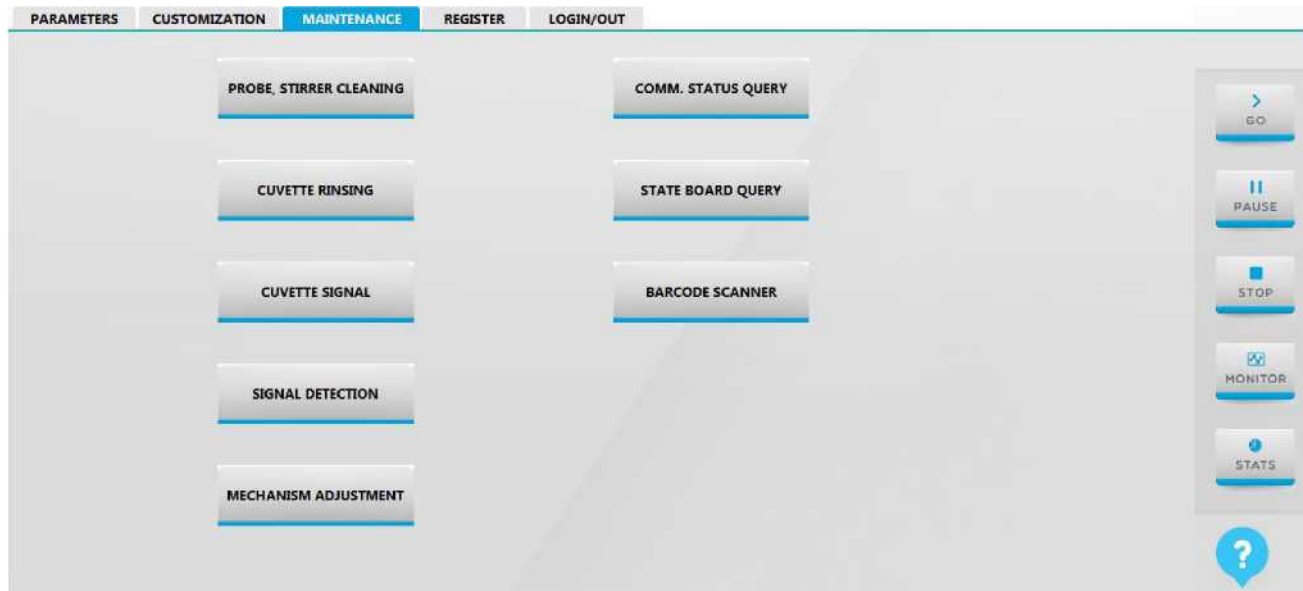 PARAMETERS CUSTOMIZATION MAINTENANCE REGISTER LOGIN/OUT
PROBE, STIRRER CLEANING
COMM. STATUS QUERY
CUVETTE RINSING
STATE BOARD QUERY
CUVETTE SIGNAL
BARCODE SCANNER
SIGNAL DETECTION
MECHANISM ADJUSTMENT
GO
PAUSE
STOP
MONITOR
STATS
?